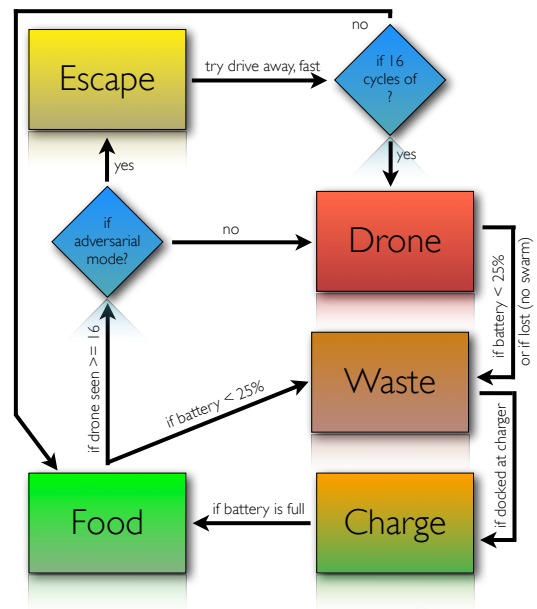 no
Escape
try drive away, fast
if 16
cycles of
?
yes
yes
if
adversarial
mode?
no
Drone
if battery < 25%
or if lost (no swarm)
if drone seen >= 16
if battery < 25%
Waste
if docked at charger
Food
if battery is full
Charge